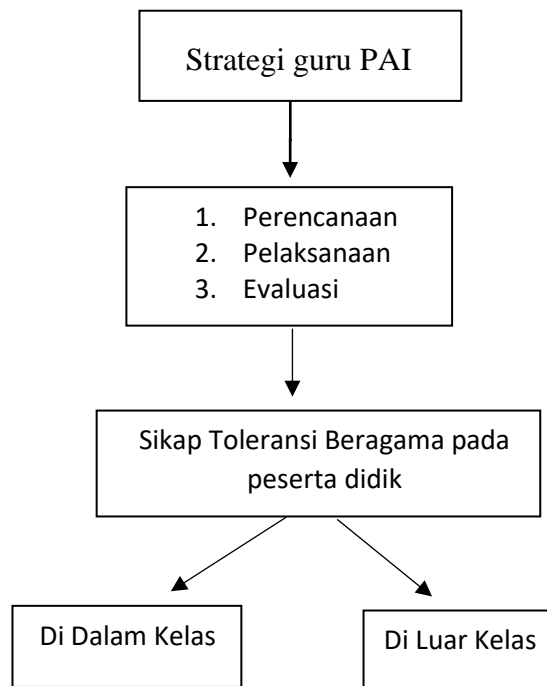 Strategi guru PAI
1. Perencanaan
2. Pelaksanaan
3. Evaluasi
Sikap Toleransi Beragama pada
peserta didik
Di Dalam Kelas
Di Luar Kelas